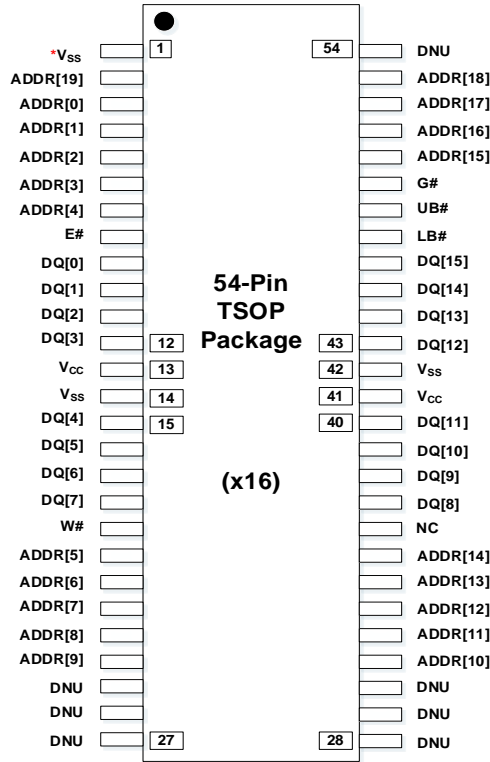 *VSS 1 54 DNU
ADDR[19] ADDR[18]
ADDR[0] ADDR[17]
ADDR[1] ADDR[16]
ADDR[2] ADDR[15]
ADDR[3] G#
ADDR[4] UB#
E# LB#
DQ[0] DQ[15]
DQ[1] DQ[14]
DQ[2] DQ[13]
DQ[3] 12 43 DQ[12]
VCC 13 42 VSS
VSS 14 41 VCC
DQ[4] 15 40 DQ[11]
DQ[5] DQ[10]
DQ[6] DQ[9]
DQ[7] DQ[8]
W# NC
ADDR[5] ADDR[14]
ADDR[6] ADDR[13]
ADDR[7] ADDR[12]
ADDR[8] ADDR[11]
ADDR[9] ADDR[10]
DNU DNU
DNU DNU
DNU 27 28 DNU
54-Pin
TSOP
Package
(x16)